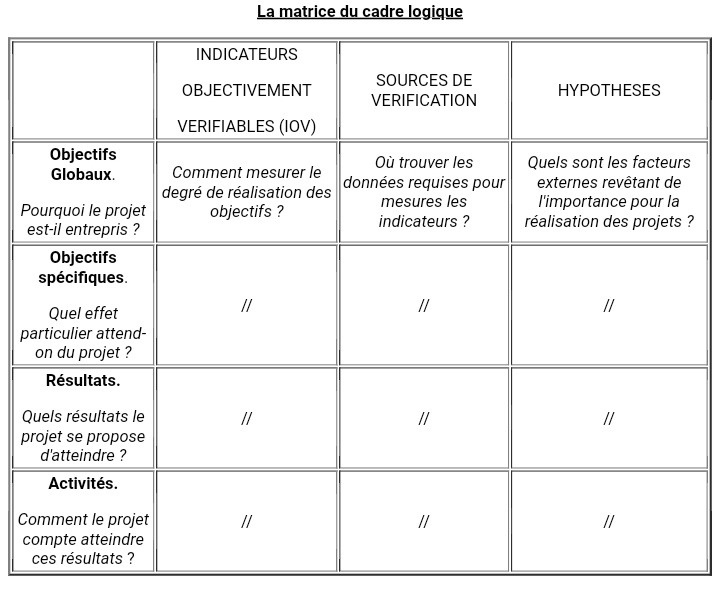 La matrice du cadre logique
INDICATEURS
OBJECTIVEMENT
VERIFIABLES (IOV)
SOURCES DE
VERIFICATION
HYPOTHESES
Objectifs
Globaux.
Pourquoi le projet
est-il entrepris ?
Comment mesurer le
degré de réalisation des
objectifs ?
Où trouver les
données requises pour
mesures les
indicateurs ?
Quels sont les facteurs
externes revêtant de
l'importance pour la
réalisation des projets ?
Objectifs
spécifiques.
Quel effet
particulier attend-
on du projet ?
//
//
//
Résultats.
Quels résultats le
projet se propose
d'atteindre ?
//
//
//
Activités.
Comment le projet
compte atteindre
ces résultats ?
//
//
//